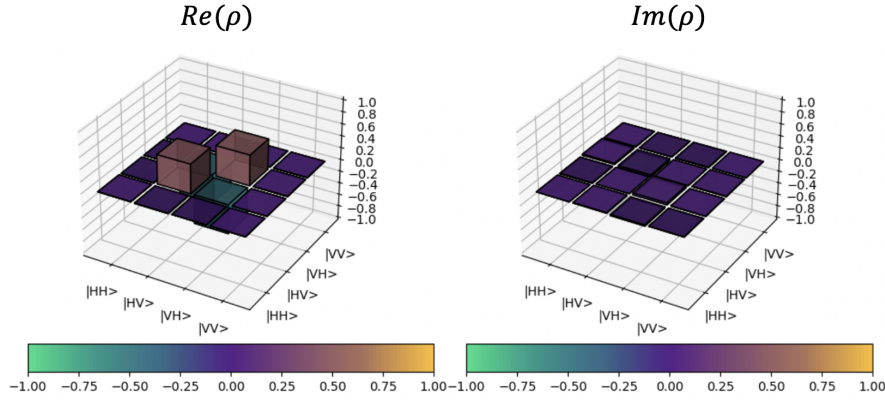 Re(ρ) Im(ρ)
1.0 1.0
0.8 0.8
0.6 0.6
0.4 0.4
0.2 0.2
0.0 0.0
−0.2 −0.2
−0.4 −0.4
−0.6 −0.6
−0.8 −0.8
−1.0 −1.0
|VV> |VV>
|VH> |VH>
|HH> |HV> |HH> |HV>
|HV> |HH> |HV> |HH>
|VH> |VH>
|VV> |VV>
−1.00 −0.75 −0.50 −0.25 0.00 0.25 0.50 0.75 1.00 −1.00 −0.75 −0.50 −0.25 0.00 0.25 0.50 0.75 1.00